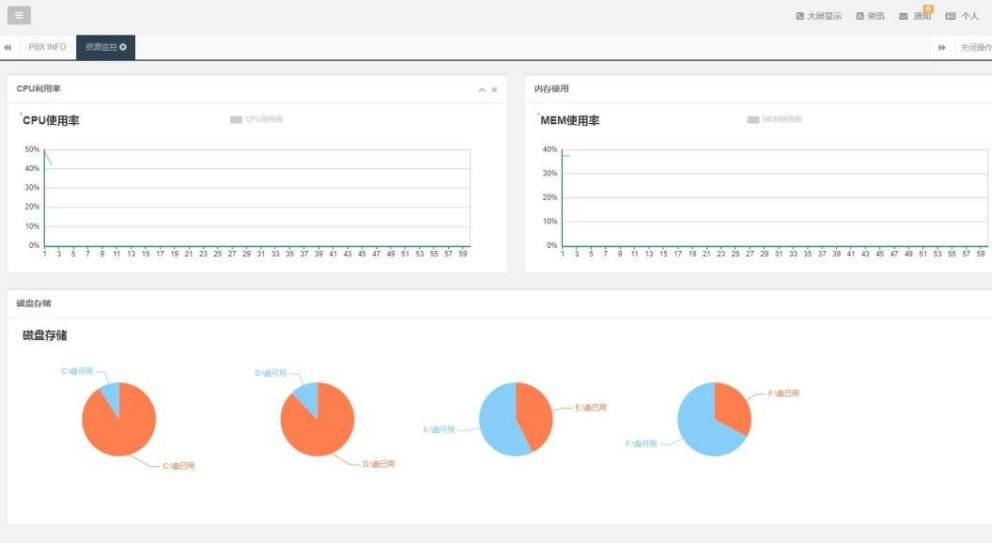 大屏显示 资讯 通知 6 个人
PBX INFO 资源监控 关闭操作
CPU利用率
CPU使用率
CPU使用率
50%
40%
30%
20%
10%
0%
1 3 5 7 9 11 13 15 17 19 21 23 25 27 29 31 33 35 37 39 41 43 45 47 49 51 53 55 57 59
内存使用
MEM使用率
MEM使用率
40%
30%
20%
10%
0%
1 3 5 7 9 11 13 15 17 19 21 23 25 27 29 31 33 35 37 39 41 43 45 47 49 51 53 55 57 59
磁盘存储
磁盘存储
C:\盘可用
C:\盘已用
D:\盘可用
D:\盘已用
E:\盘可用
E:\盘已用
F:\盘可用
F:\盘已用